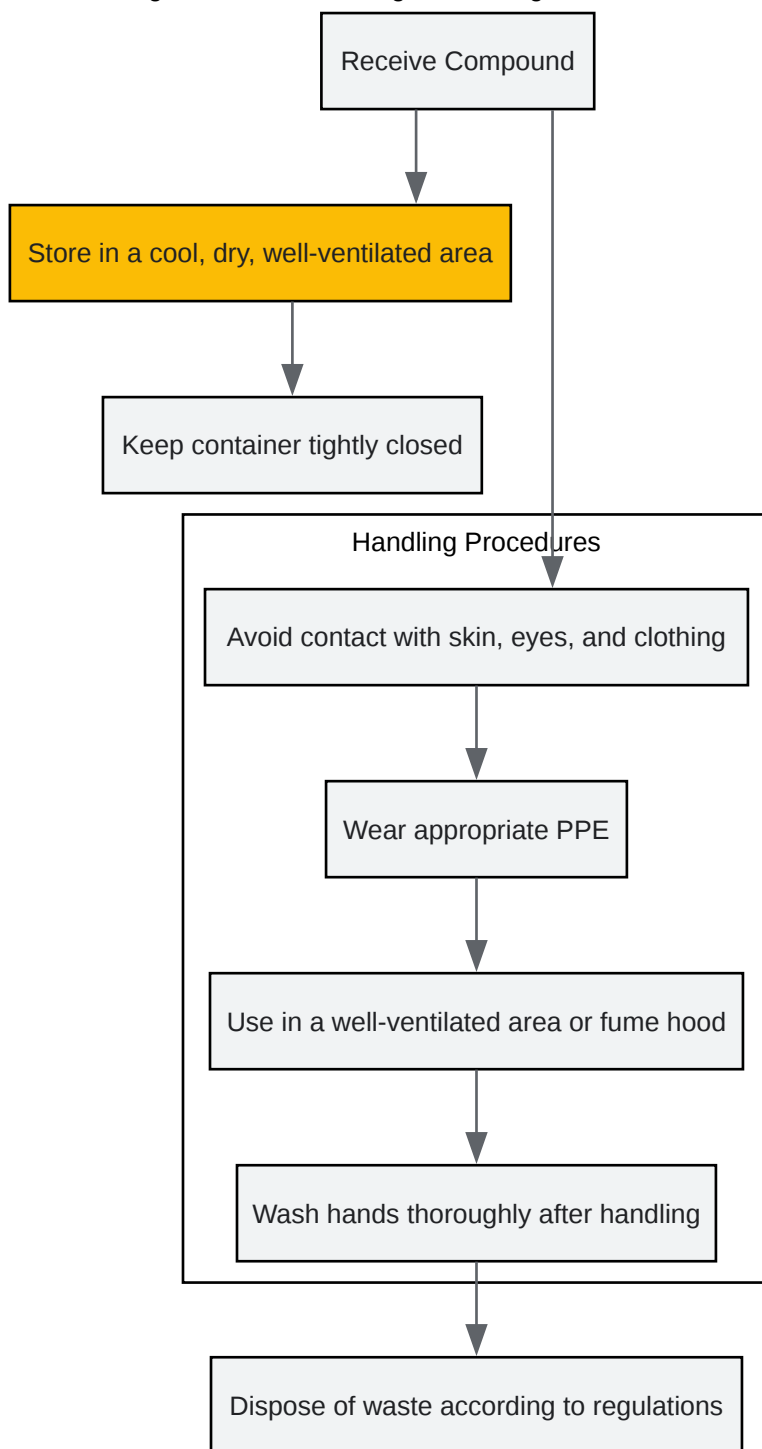 Receive Compound
Store in a cool, dry, well-ventilated area
Keep container tightly closed
Handling Procedures
Avoid contact with skin, eyes, and clothing
Wear appropriate PPE
Use in a well-ventilated area or fume hood
Wash hands thoroughly after handling
Dispose of waste according to regulations